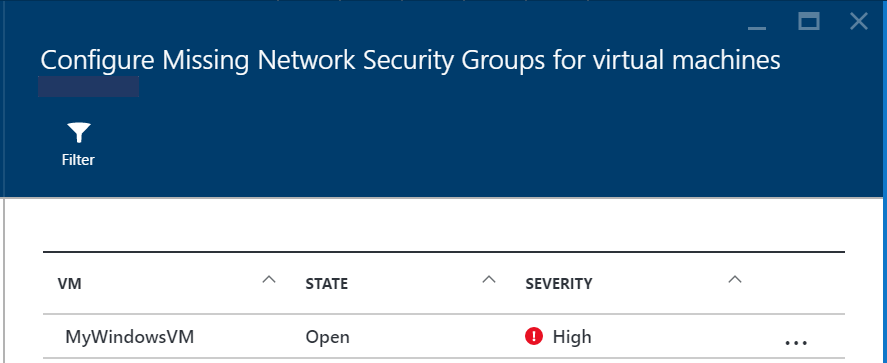 Configure Missing Network Security Groups for virtual machines
Filter
VM STATE SEVERITY
MyWindowsVM Open High ...